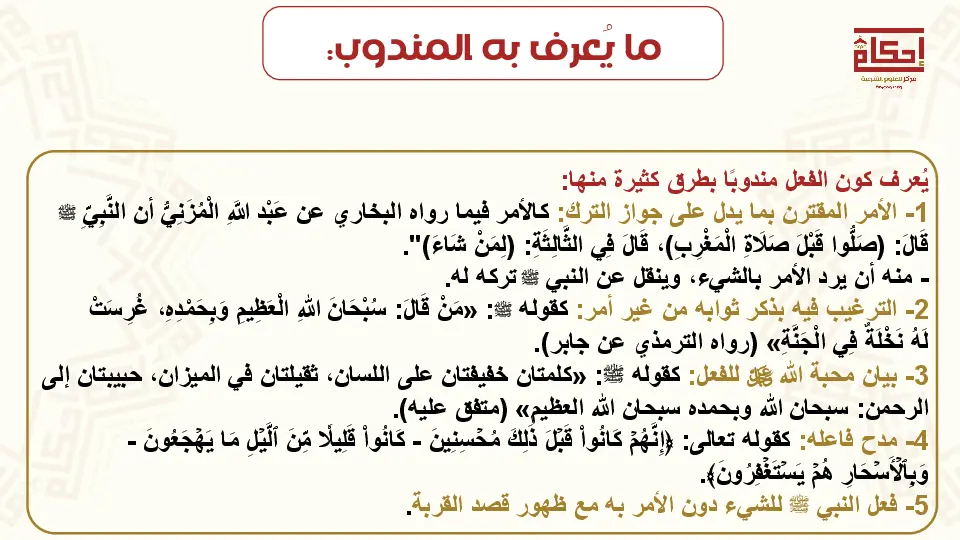 ما يُعرف به المندوب:
إحكام
مركز للعلوم الشرعية
يُعرف كون الفعل مندوبًا بطرق كثيرة منها:
1- الأمر المقترن بما يدل على جواز الترك: كالأمر فيما رواه البخاري عن عَبْد اللَّهِ الْمُزَنِيُّ أن النَّبِيِّ ﷺ
قَالَ: (صَلُّوا قَبْلَ صَلَاةِ الْمَغْرِبِ)، قَالَ فِي الثَّالِثَةِ: (لِمَنْ شَاءَ)".
- منه أن يرد الأمر بالشيء، وينقل عن النبي ﷺ تركه له.
2- الترغيب فيه بذكر ثوابه من غير أمر: كقوله ﷺ: «مَنْ قَالَ: سُبْحَانَ اللهِ الْعَظِيمِ وَبِحَمْدِهِ، غُرِسَتْ
لَهُ نَخْلَةٌ فِي الْجَنَّةِ» (رواه الترمذي عن جابر).
3- بيان محبة الله ﷻ للفعل: كقوله ﷺ: «كلمتان خفيفتان على اللسان، ثقيلتان في الميزان، حبيبتان إلى
الرحمن: سبحان الله وبحمده سبحان الله العظيم» (متفق عليه).
4- مدح فاعله: كقوله تعالى: ﴿إِنَّهُمۡ كَانُواْ قَبۡلَ ذَٰلِكَ مُحۡسِنِينَ - كَانُواْ قَلِيلٗا مِّنَ ٱلَّيۡلِ مَا يَهۡجَعُونَ -
وَبِٱلۡأَسۡحَارِ هُمۡ يَسۡتَغۡفِرُونَ﴾.
5- فعل النبي ﷺ للشيء دون الأمر به مع ظهور قصد القربة.